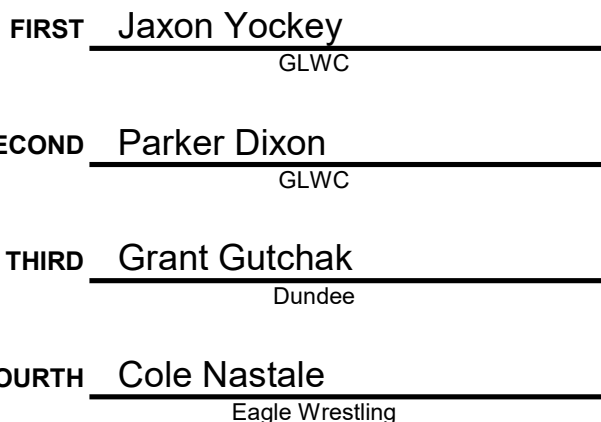 FIRST Jaxon Yockey
GLWC
ECOND Parker Dixon
GLWC
THIRD Grant Gutchak
Dundee
OURTH Cole Nastale
Eagle Wrestling